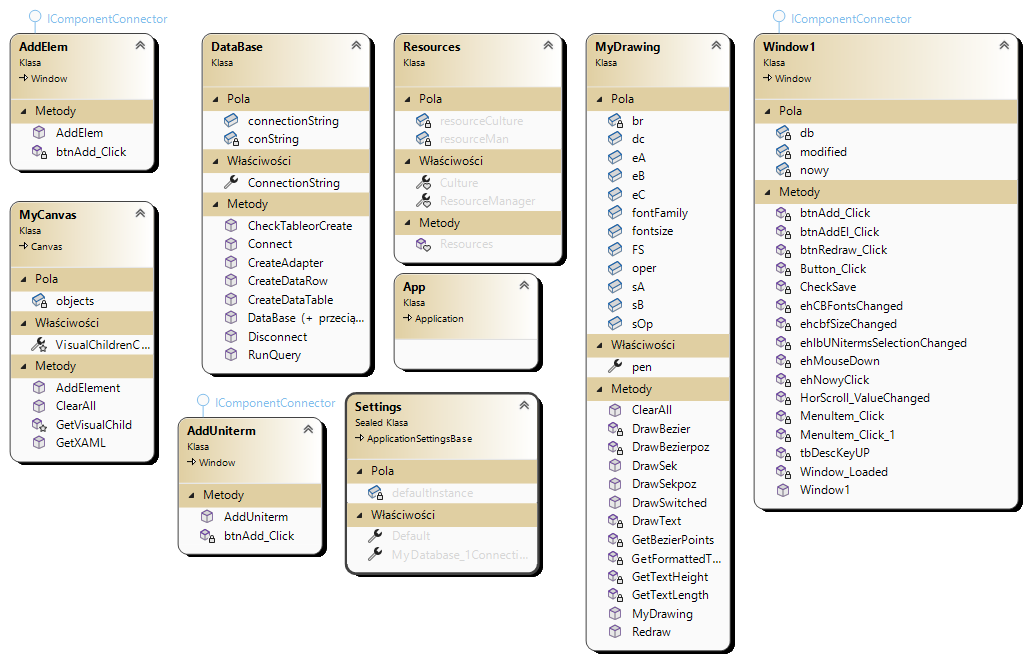 IComponentConnector
AddElem
Klasa
Window
Metody
AddElem
btnAdd_Click
MyCanvas
Klasa
Canvas
Pola
objects
Właściwości
VisualChildrenC...
Metody
AddElement
ClearAll
GetVisualChild
GetXAML
DataBase
Klasa
Pola
connectionString
conString
Właściwości
ConnectionString
Metody
CheckTableorCreate
Connect
CreateAdapter
CreateDataRow
CreateDataTable
DataBase (+ przecią...
Disconnect
RunQuery
IComponentConnector
AddUniterm
Klasa
Window
Metody
AddUniterm
btnAdd_Click
Resources
Klasa
Pola
resourceCulture
resourceMan
Właściwości
Culture
ResourceManager
Metody
Resources
App
Klasa
Application
Settings
Sealed Klasa
ApplicationSettingsBase
Pola
defaultInstance
Właściwości
Default
MyDatabase_1Connecti...
MyDrawing
Klasa
Pola
br
dc
eA
eB
eC
fontFamily
fontsize
FS
oper
sA
sB
sOp
Właściwości
pen
Metody
ClearAll
DrawBezier
DrawBezierpoz
DrawSek
DrawSekpoz
DrawSwitched
DrawText
GetBezierPoints
GetFormattedT...
GetTextHeight
GetTextLength
MyDrawing
Redraw
IComponentConnector
Window1
Klasa
Window
Pola
db
modified
nowy
Metody
btnAdd_Click
btnAddEl_Click
btnRedraw_Click
Button_Click
CheckSave
ehCBFontsChanged
ehcbfSizeChanged
ehlbUNitermsSelectionChanged
ehMouseDown
ehNowyClick
HorScroll_ValueChanged
MenuItem_Click
MenuItem_Click_1
tbDescKeyUP
Window_Loaded
Window1